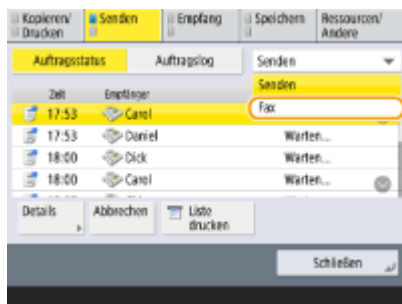 Kopieren/
Drucken
Senden
Empfang
Speichern
Ressourcen/
Andere
Auftragsstatus
Auftragslog
Senden
Senden
Fax
Zeit
Empfänger
17:53 Carol
17:53 Daniel Warten...
18:00 Dick Warten...
18:00 Carol Warten...
Details
Abbrechen
Liste
drucken
Schließen